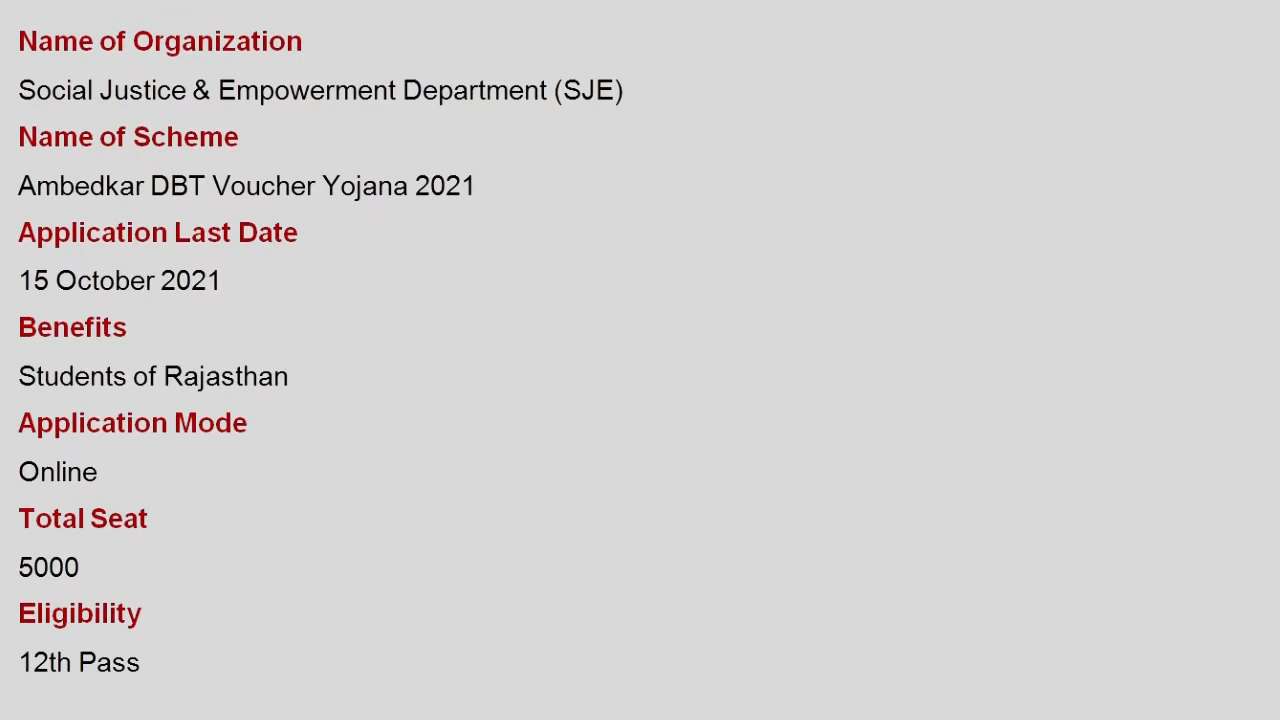 Name of Organization
Social Justice & Empowerment Department (SJE)
Name of Scheme
Ambedkar DBT Voucher Yojana 2021
Application Last Date
15 October 2021
Benefits
Students of Rajasthan
Application Mode
Online
Total Seat
5000
Eligibility
12th Pass